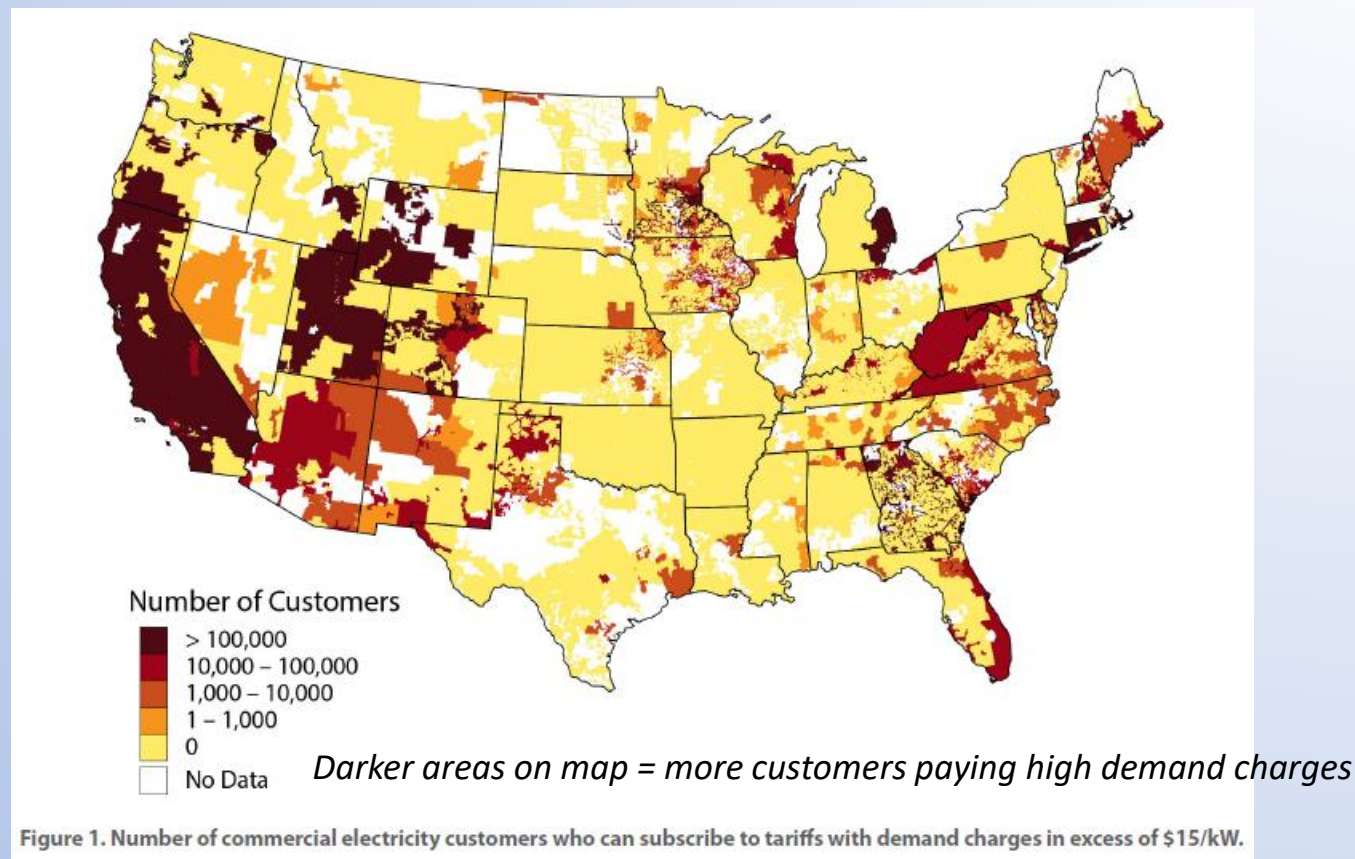 Number of Customers
> 100,000
10,000 – 100,000
1,000 – 10,000
1 – 1,000
0
No Data
Darker areas on map = more customers paying high demand charges
Figure 1. Number of commercial electricity customers who can subscribe to tariffs with demand charges in excess of $15/kW.